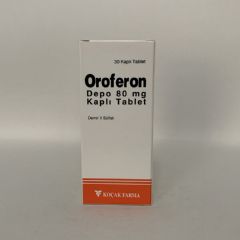 30 Kaplı Tablet
Oroferon
Depo 80 mg
Kaplı Tablet
Demir II Sülfat
KOÇAK FARMA